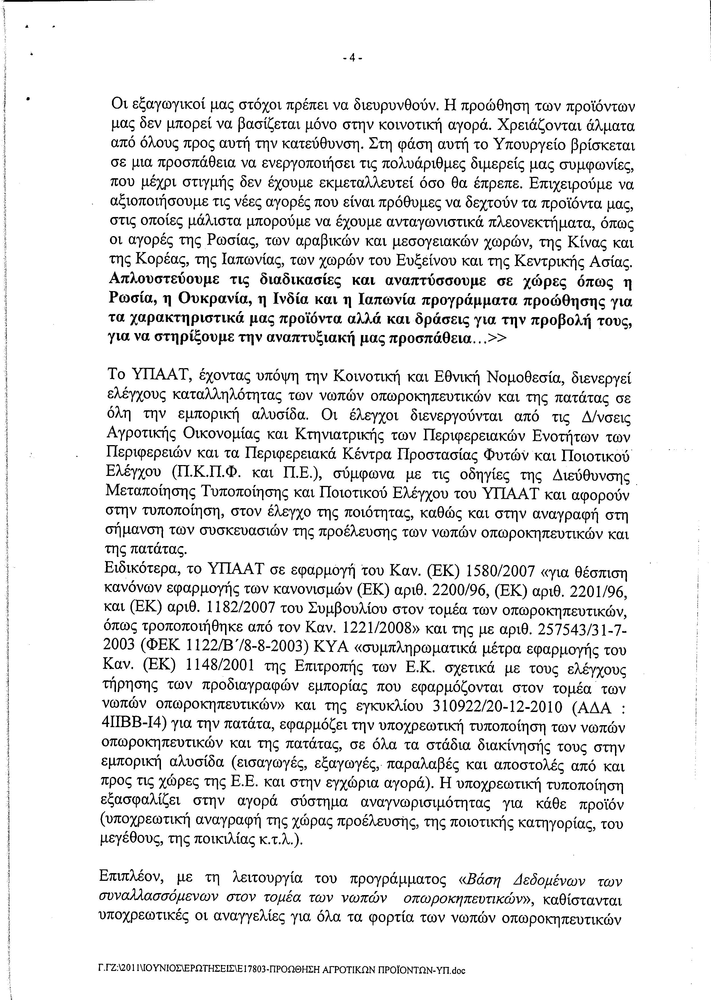 - 4 -
Οι εξαγωγικοί μας στόχοι πρέπει να διευρυνθούν. Η προώθηση των προϊόντων
μας δεν μπορεί να βασίζεται μόνο στην κοινοτική αγορά. Χρειάζονται άλματα
από όλους προς αυτή την κατεύθυνση. Στη φάση αυτή το Υπουργείο βρίσκεται
σε μια προσπάθεια να ενεργοποιήσει τις πολυάριθμες διμερείς μας συμφωνίες,
που μέχρι στιγμής δεν έχουμε εκμεταλλευτεί όσο θα έπρεπε. Επιχειρούμε να
αξιοποιήσουμε τις νέες αγορές που είναι πρόθυμες να δεχτούν τα προϊόντα μας,
στις οποίες μάλιστα μπορούμε να έχουμε ανταγωνιστικά πλεονεκτήματα, όπως
οι αγορές της Ρωσίας, των αραβικών και μεσογειακών χωρών, της Κίνας και
της Κορέας, της Ιαπωνίας, των χωρών του Ευξείνου και της Κεντρικής Ασίας.
Απλουστεύουμε τις διαδικασίες και αναπτύσσουμε σε χώρες όπως η
Ρωσία, η Ουκρανία, η Ινδία και η Ιαπωνία προγράμματα προώθησης για
τα χαρακτηριστικά μας προϊόντα αλλά και δράσεις για την προβολή τους,
για να στηρίξουμε την αναπτυξιακή μας προσπάθεια...>>
Το ΥΠΑΑΤ, έχοντας υπόψη την Κοινοτική και Εθνική Νομοθεσία, διενεργεί
ελέγχους καταλληλότητας των νωπών οπωροκηπευτικών και της πατάτας σε
όλη την εμπορική αλυσίδα. Οι έλεγχοι διενεργούνται από τις Δ/νσεις
Αγροτικής Οικονομίας και Κτηνιατρικής των Περιφερειακών Ενοτήτων των
Περιφερειών και τα Περιφερειακά Κέντρα Προστασίας Φυτών και Ποιοτικού
Ελέγχου (Π.Κ.Π.Φ. και Π.Ε.), σύμφωνα με τις οδηγίες της Διεύθυνσης
Μεταποίησης Τυποποίησης και Ποιοτικού Ελέγχου του ΥΠΑΑΤ και αφορούν
στην τυποποίηση, στον έλεγχο της ποιότητας, καθώς και στην αναγραφή στη
σήμανση των συσκευασιών της προέλευσης των νωπών οπωροκηπευτικών και
της πατάτας.
Ειδικότερα, το ΥΠΑΑΤ σε εφαρμογή του Καν. (ΕΚ) 1580/2007 «για θέσπιση
κανόνων εφαρμογής των κανονισμών (ΕΚ) αριθ. 2200/96, (ΕΚ) αριθ. 2201/96,
και (ΕΚ) αριθ. 1182/2007 του Συμβουλίου στον τομέα των οπωροκηπευτικών,
όπως τροποποιήθηκε από τον Καν. 1221/2008» και της με αριθ. 257543/31-7-
2003 (ΦΕΚ 1122/Β΄/8-8-2003) ΚΥΑ «συμπληρωματικά μέτρα εφαρμογής του
Καν. (ΕΚ) 1148/2001 της Επιτροπής των Ε.Κ. σχετικά με τους ελέγχους
τήρησης των προδιαγραφών εμπορίας που εφαρμόζονται στον τομέα των
νωπών οπωροκηπευτικών» και της εγκυκλίου 310922/20-12-2010 (ΑΔΑ :
4ΙΙΒΒ-Ι4) για την πατάτα, εφαρμόζει την υποχρεωτική τυποποίηση των νωπών
οπωροκηπευτικών και της πατάτας, σε όλα τα στάδια διακίνησής τους στην
εμπορική αλυσίδα (εισαγωγές, εξαγωγές, παραλαβές και αποστολές από και
προς τις χώρες της Ε.Ε. και στην εγχώρια αγορά). Η υποχρεωτική τυποποίηση
εξασφαλίζει στην αγορά σύστημα αναγνωρισιμότητας για κάθε προϊόν
(υποχρεωτική αναγραφή της χώρας προέλευσης, της ποιοτικής κατηγορίας, του
μεγέθους, της ποικιλίας κ.τ.λ.).
Επιπλέον, με τη λειτουργία του προγράμματος «Βάση Δεδομένων των
συναλλασσόμενων στον τομέα των νωπών οπωροκηπευτικών», καθίστανται
υποχρεωτικές οι αναγγελίες για όλα τα φορτία των νωπών οπωροκηπευτικών
Γ.ΓΖ:\2011\ΙΟΥΝΙΟΣ\ΕΡΩΤΗΣΕΙΣ\Ε17803-ΠΡΟΩΘΗΣΗ ΑΓΡΟΤΙΚΩΝ ΠΡΟΪΟΝΤΩΝ-ΥΠ.doc